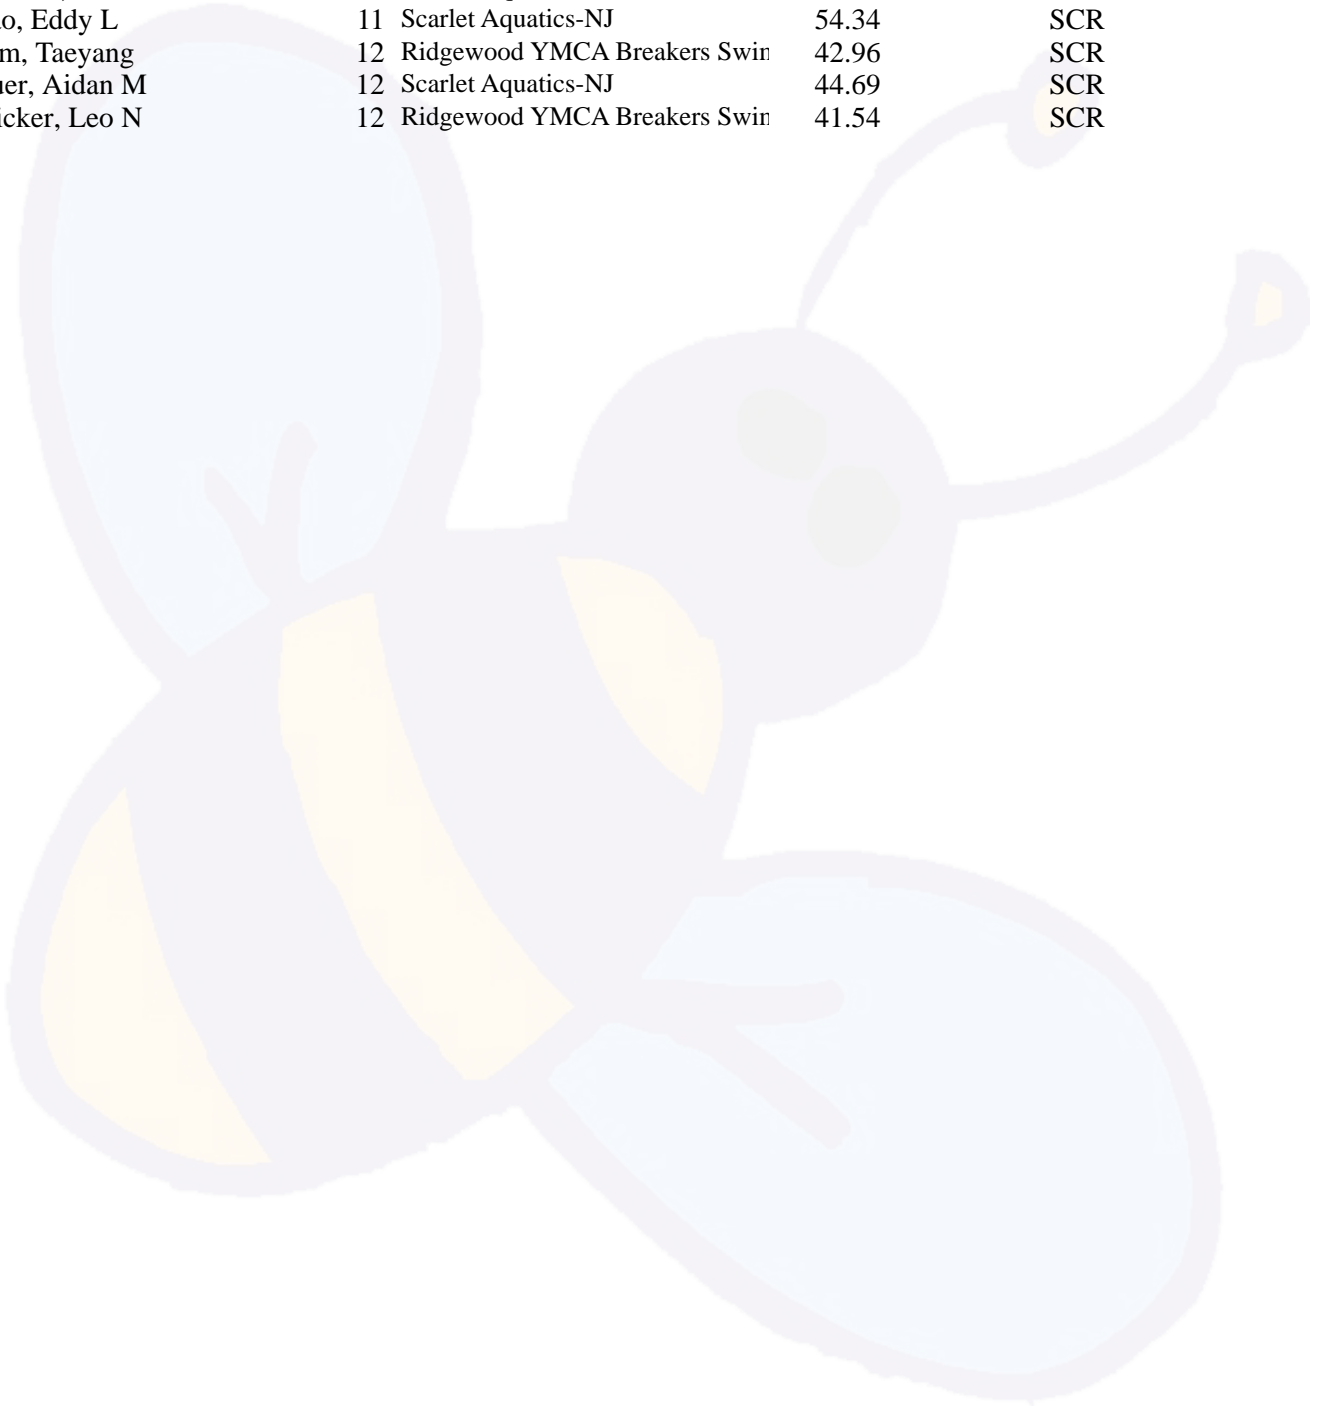 o, Eddy L 11 Scarlet Aquatics-NJ 54.34 SCR
m, Taeyang 12 Ridgewood YMCA Breakers Swin 42.96 SCR
er, Aidan M 12 Scarlet Aquatics-NJ 44.69 SCR
icker, Leo N 12 Ridgewood YMCA Breakers Swin 41.54 SCR